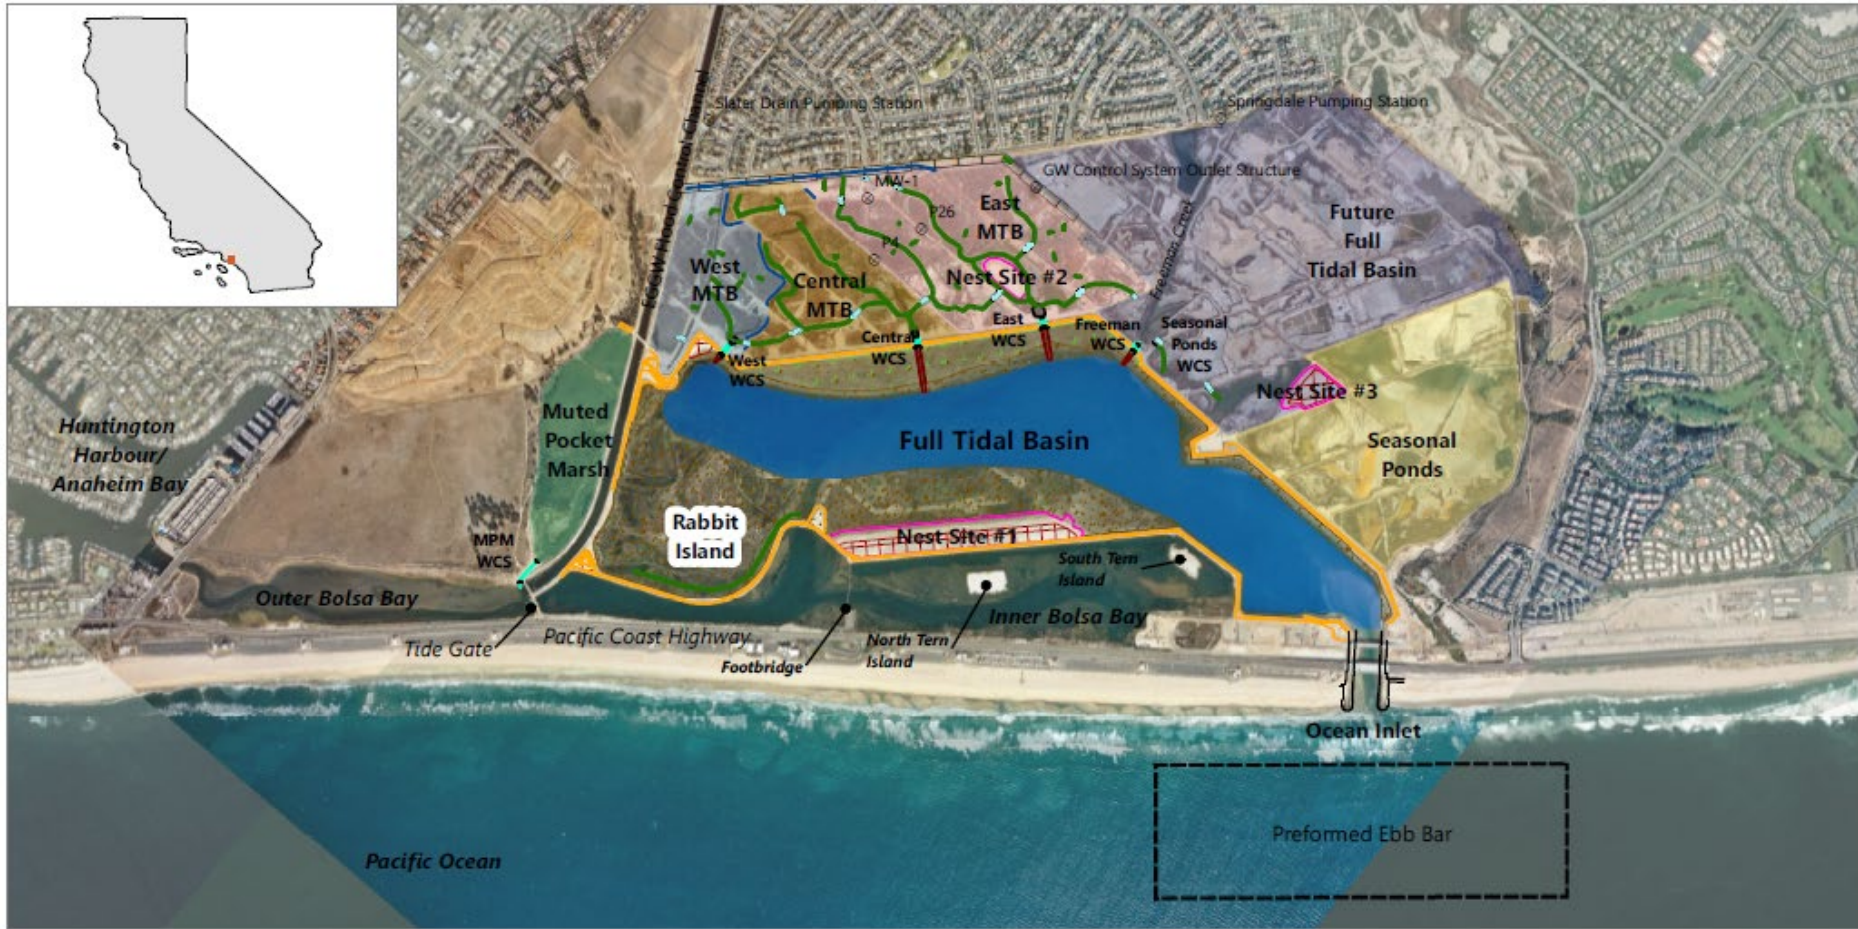 Slater Drain Pumping Station
Springdale Pumping Station
EGGW Flood Control Channel
GW Control System Outlet Structure
MW-1
P26
P4
East
MTB
Future
Full
Tidal Basin
West
MTB
Central
MTB
Nest Site #2
Freeman Creek
West
WCS
Central
WCS
East
WCS
Freeman
WCS
Seasonal
Ponds
WCS
Nest Site #3
Muted
Pocket
Marsh
Full Tidal Basin
Seasonal
Ponds
Huntington
Harbour/
Anaheim Bay
Rabbit
Island
Nest Site #1
MPM
WCS
South Tern
Island
Outer Bolsa Bay
Inner Bolsa Bay
Tide Gate
Pacific Coast Highway
Footbridge
North Tern
Island
Ocean Inlet
Preformed Ebb Bar
Pacific Ocean